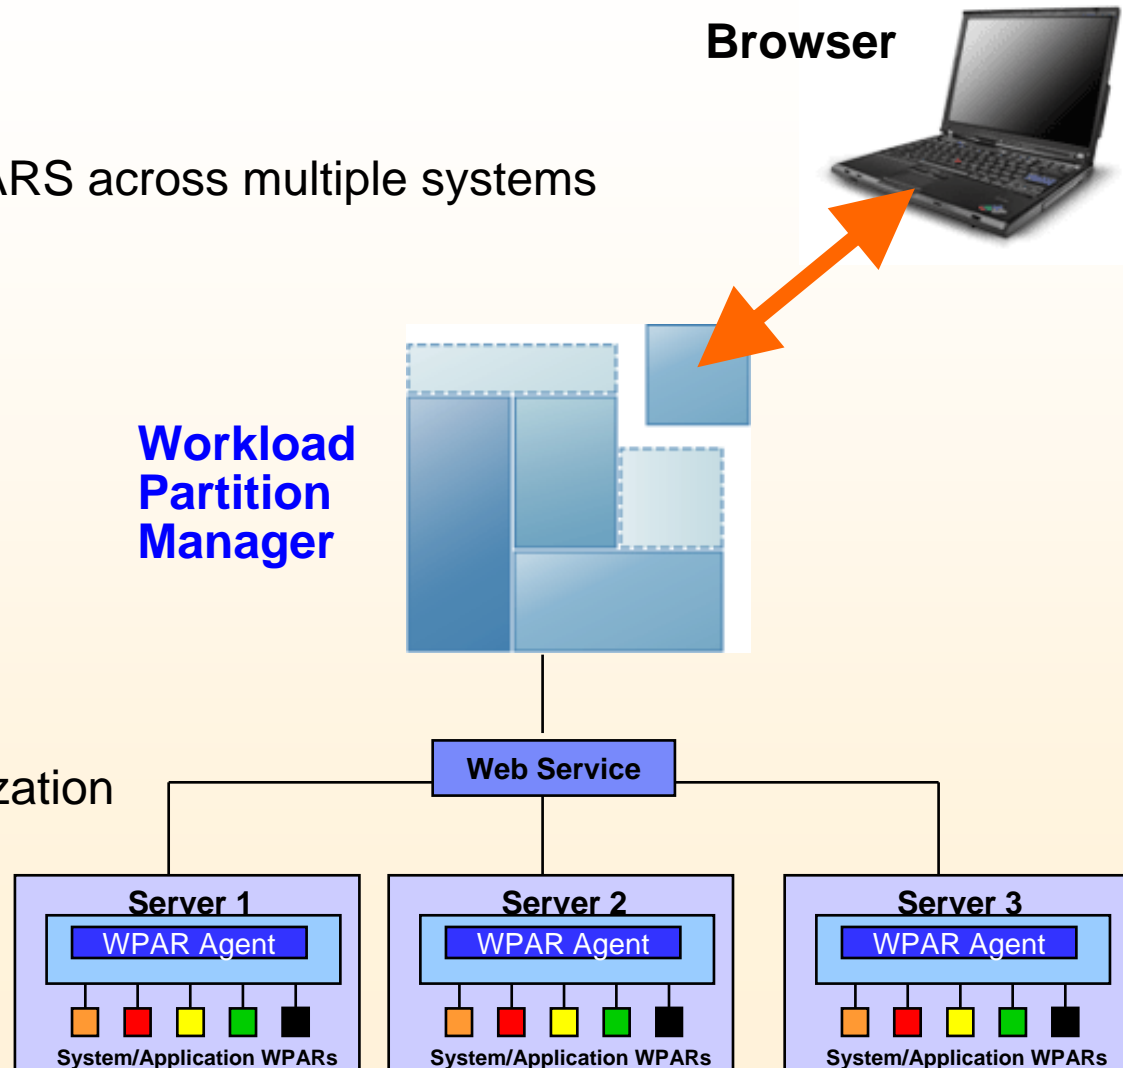 Browser
ARS across multiple systems
Workload
Partition
Manager
Web Service
zation
Server 1
WPAR Agent
System/Application WPARs
Server 2
WPAR Agent
System/Application WPARs
Server 3
WPAR Agent
System/Application WPARs